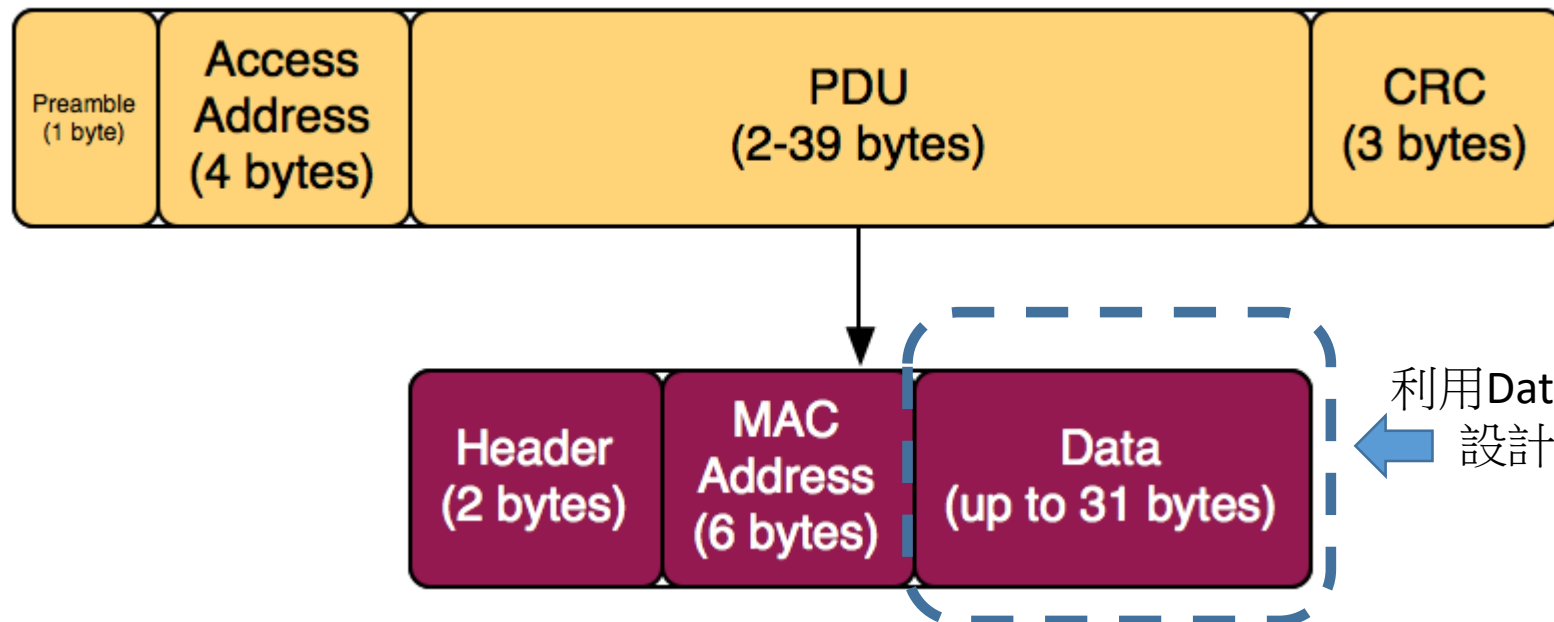 Preamble
(1 byte)
Access
Address
(4 bytes)
PDU
(2-39 bytes)
CRC
(3 bytes)
Header
(2 bytes)
MAC
Address
(6 bytes)
Data
(up to 31 bytes)
利用Dat
設計